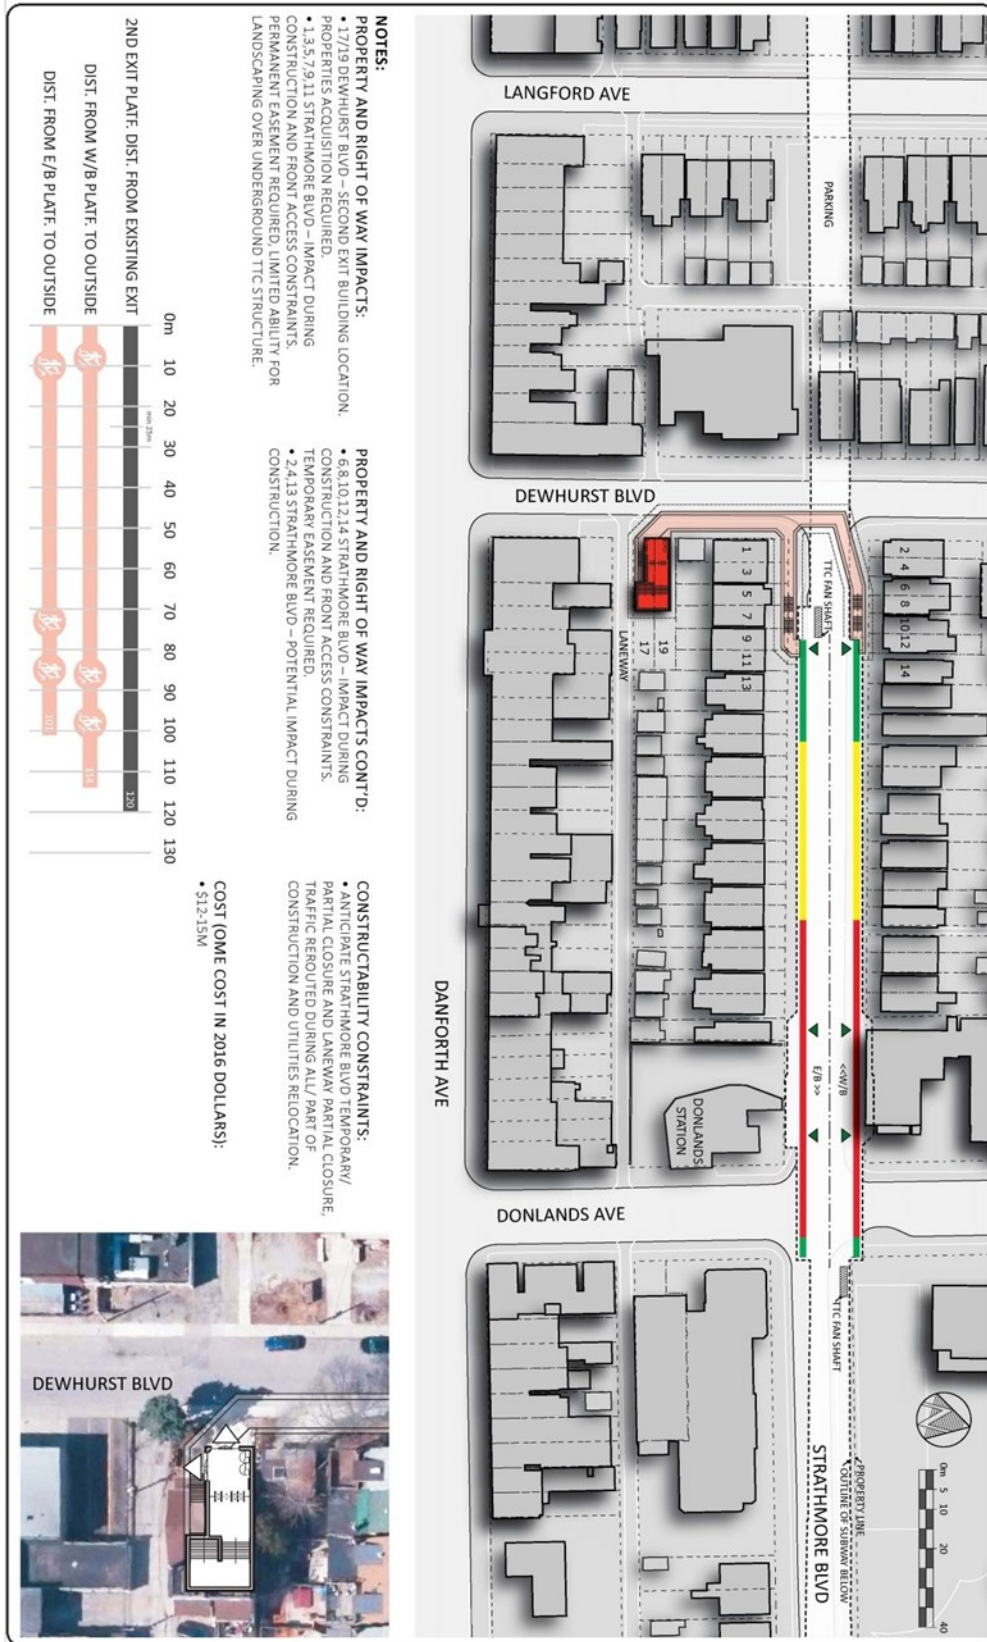 LANGFORD AVE
PARKING
DEWHURST BLVD
1
3
5
7
9
11
13
17
19
LANEWAY
TTC FAN SHAFT
2
4
6
8
10
12
14
<<W/B
E/B >>
DONLANDS
STATION
DANFORTH AVE
DONLANDS AVE
TTC FAN SHAFT
STRATHMORE BLVD
PROPERTY LINE
OUTLINE OF SUBWAY BELOW
0m 5 10 20 40
NOTES:
PROPERTY AND RIGHT OF WAY IMPACTS:
• 17/19 DEWHURST BLVD – SECOND EXIT BUILDING LOCATION.
PROPERTIES ACQUISITION REQUIRED.
• 1,3,5,7,9,11 STRATHMORE BLVD – IMPACT DURING
CONSTRUCTION AND FRONT ACCESS CONSTRAINTS.
PERMANENT EASEMENT REQUIRED, LIMITED ABILITY FOR
LANDSCAPING OVER UNDERGROUND TTC STRUCTURE.
PROPERTY AND RIGHT OF WAY IMPACTS CONT'D:
• 6,8,10,12,14 STRATHMORE BLVD – IMPACT DURING
CONSTRUCTION AND FRONT ACCESS CONSTRAINTS.
TEMPORARY EASEMENT REQUIRED.
• 2,4,13 STRATHMORE BLVD – POTENTIAL IMPACT DURING
CONSTRUCTION.
CONSTRUCTABILITY CONSTRAINTS:
• ANTICIPATE STRATHMORE BLVD TEMPORARY/
PARTIAL CLOSURE AND LANEWAY PARTIAL CLOSURE,
TRAFFIC REROUTED DURING ALL/ PART OF
CONSTRUCTION AND UTILITIES RELOCATION.
COST (OME COST IN 2016 DOLLARS):
• $12-15M
0m 10 20 30 40 50 60 70 80 90 100 110 120 130
min 25m
2ND EXIT PLATF. DIST. FROM EXISTING EXIT
120
DIST. FROM W/B PLATF. TO OUTSIDE
114
DIST. FROM E/B PLATF. TO OUTSIDE
101
DEWHURST BLVD